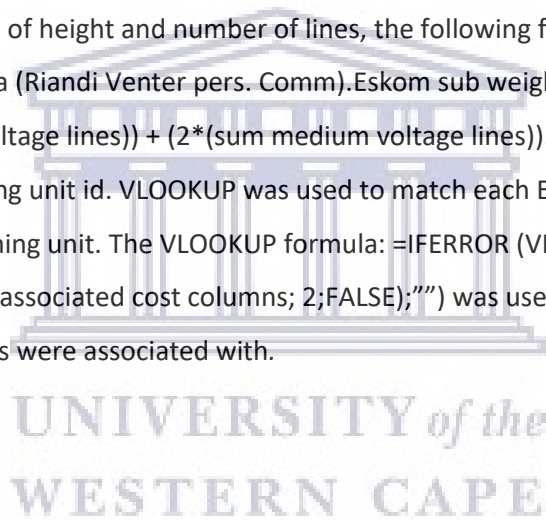 of height and number of lines, the following f
a (Riandi Venter pers. Comm).Eskom sub weigh
ltage lines)) + (2*(sum medium voltage lines))
ng unit id. VLOOKUP was used to match each E
ning unit. The VLOOKUP formula: =IFERROR (VL
associated cost columns; 2;FALSE);””) was use
s were associated with.
UNIVERSITY of the
WESTERN CAPE